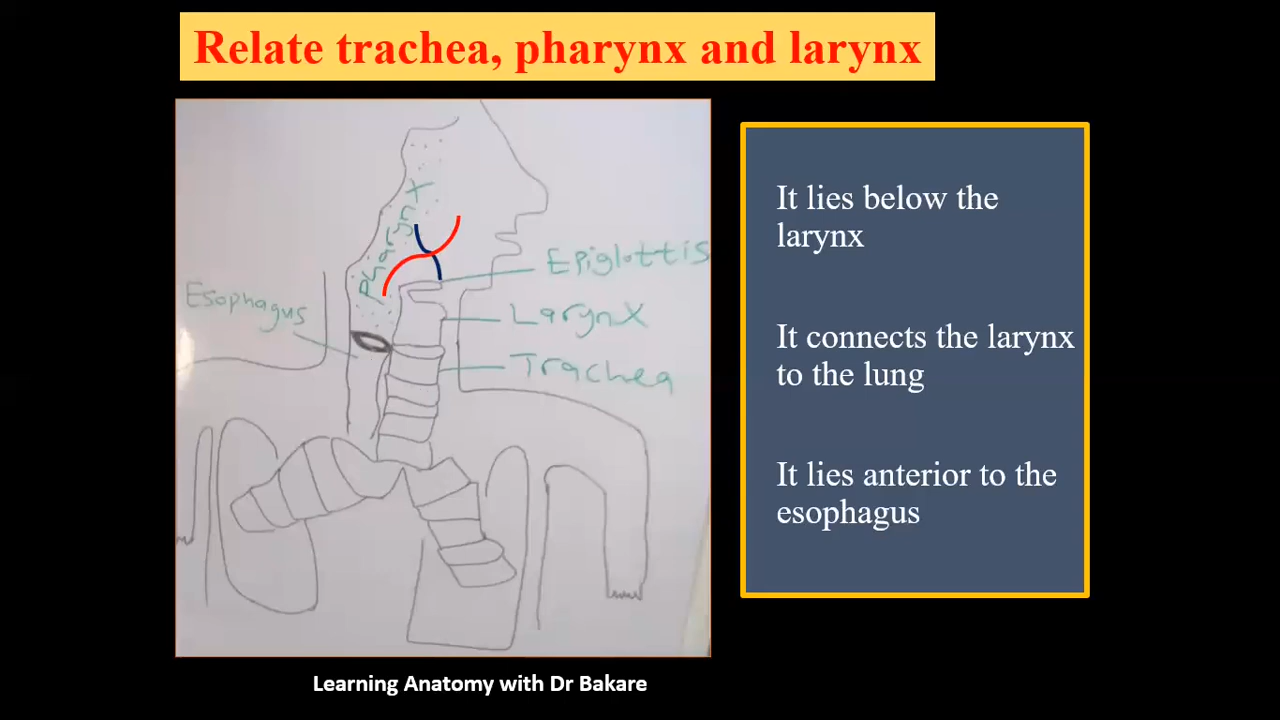 Relate trachea, pharynx and larynx
Pharynx
Epiglottis
Esophagus
Larynx
Trachea
It lies below the
larynx
It connects the larynx
to the lung
It lies anterior to the
esophagus
Learning Anatomy with Dr Bakare